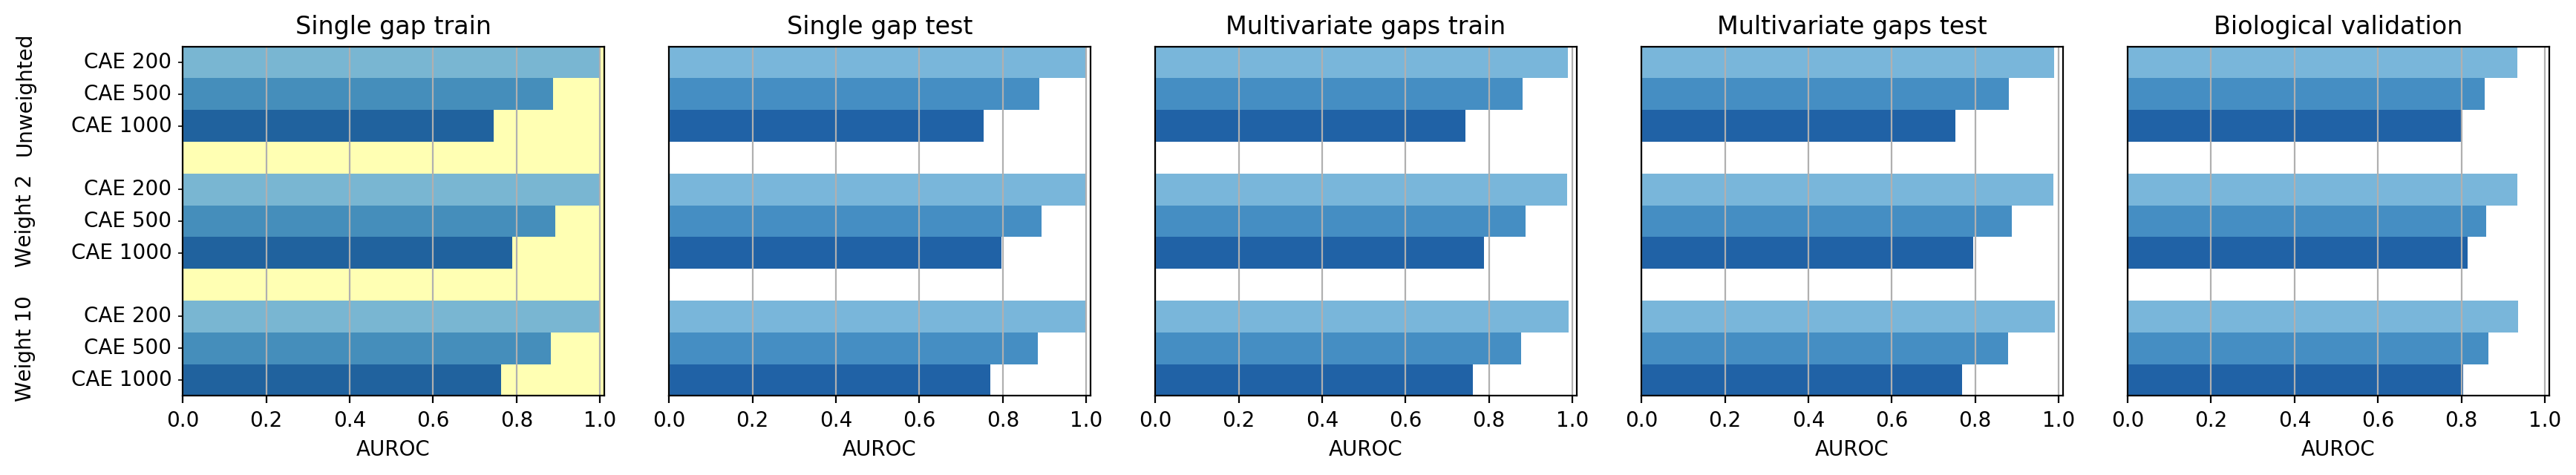 Single gap train
Single gap test
Multivariate gaps train
Multivariate gaps test
Biological validation
Unweighted
CAE 200
CAE 500
CAE 1000
Weight 2
CAE 200
CAE 500
CAE 1000
Weight 10
CAE 200
CAE 500
CAE 1000
0.0 0.2 0.4 0.6 0.8 1.0
0.0 0.2 0.4 0.6 0.8 1.0
0.0 0.2 0.4 0.6 0.8 1.0
0.0 0.2 0.4 0.6 0.8 1.0
0.0 0.2 0.4 0.6 0.8 1.0
AUROC
AUROC
AUROC
AUROC
AUROC